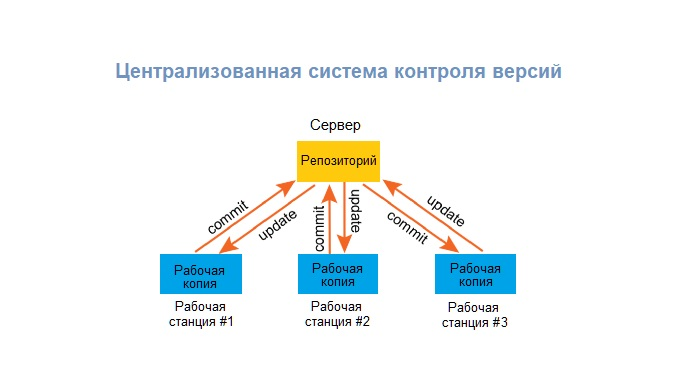 Централизованная система контроля версий
Сервер
Репозиторий
commit
update
commit
update
commit
update
Рабочая
копия
Рабочая
копия
Рабочая
копия
Рабочая
станция #1
Рабочая
станция #2
Рабочая
станция #3